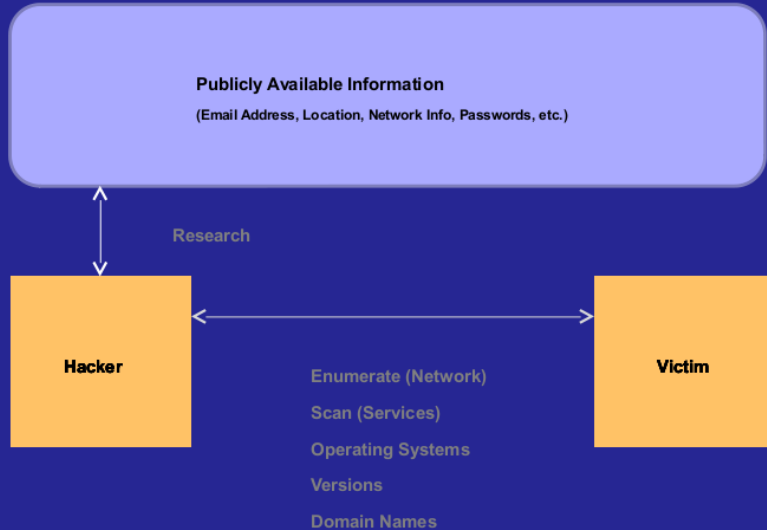 Publicly Available Information
(Email Address, Location, Network Info, Passwords, etc.)
Research
Hacker
Victim
Enumerate (Network)
Scan (Services)
Operating Systems
Versions
Domain Names